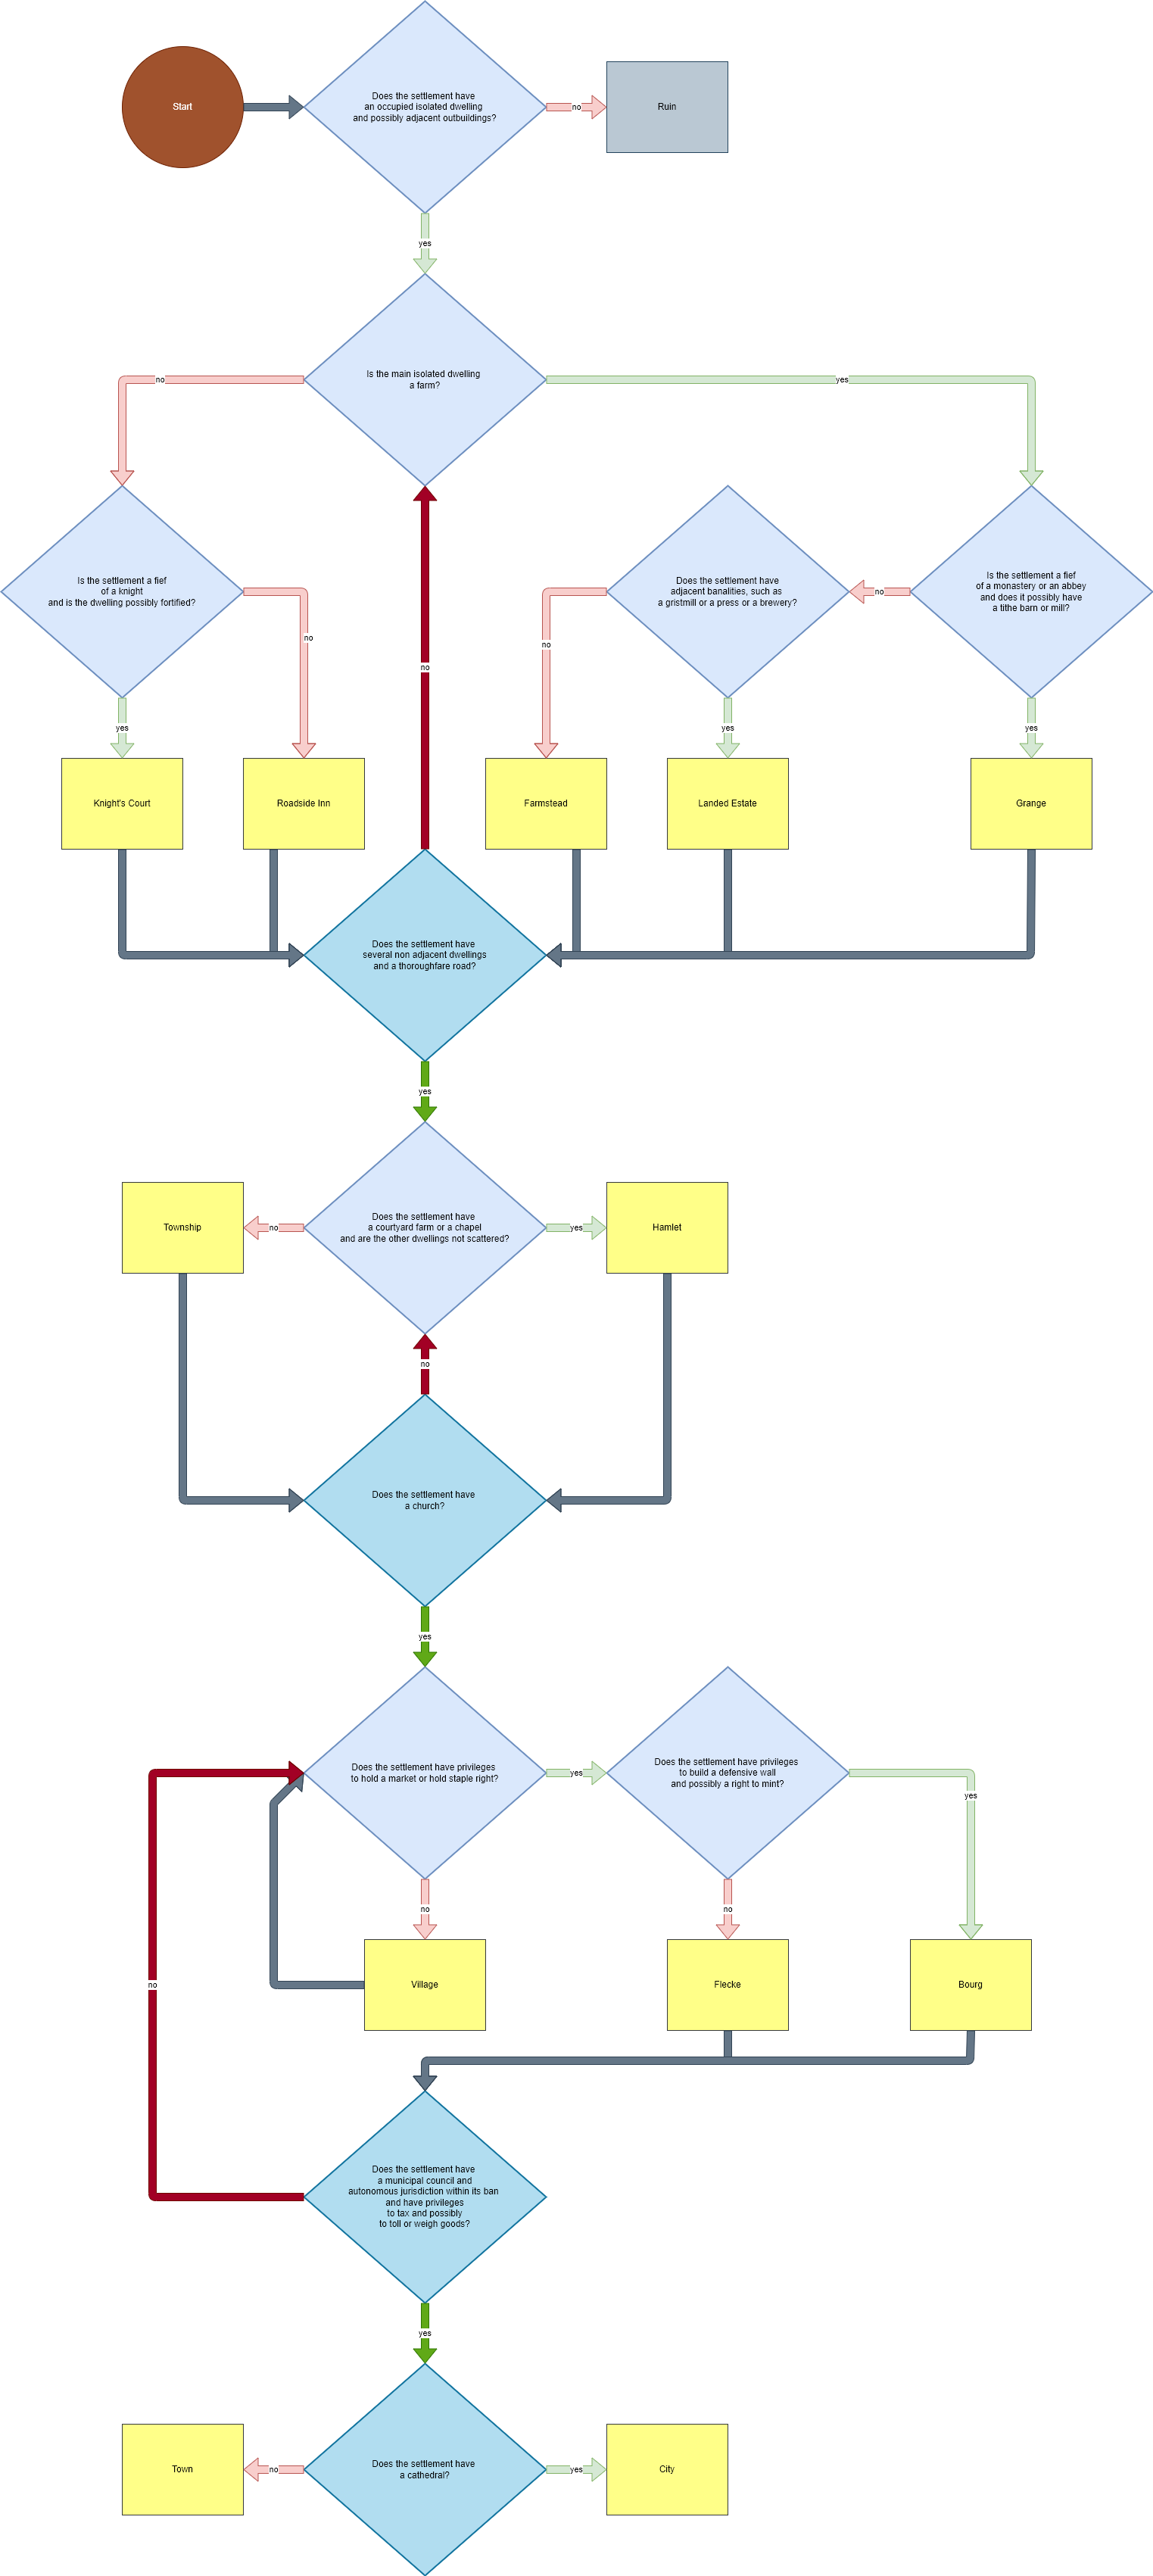 Start
Does the settlement have
an occupied isolated dwelling
and possibly adjacent outbuildings?
no
Ruin
yes
Is the main isolated dwelling
a farm?
no
yes
Is the settlement a fief
of a knight
and is the dwelling possibly fortified?
no
Does the settlement have
adjacent banalities, such as
a gristmill or a press or a brewery?
no
no
Is the settlement a fief
of a monastery or an abbey
and does it possibly have
a tithe barn or mill?
no
yes
yes
yes
Knight's Court
Roadside Inn
Farmstead
Landed Estate
Grange
Does the settlement have
several non adjacent dwellings
and a thoroughfare road?
yes
Township
no
Does the settlement have
a courtyard farm or a chapel
and are the other dwellings not scattered?
yes
Hamlet
no
Does the settlement have
a church?
yes
Does the settlement have privileges
to hold a market or hold staple right?
yes
Does the settlement have privileges
to build a defensive wall
and possibly a right to mint?
yes
no
no
no
Village
Flecke
Bourg
Does the settlement have
a municipal council and
autonomous jurisdiction within its ban
and have privileges
to tax and possibly
to toll or weigh goods?
yes
Town
no
Does the settlement have
a cathedral?
yes
City